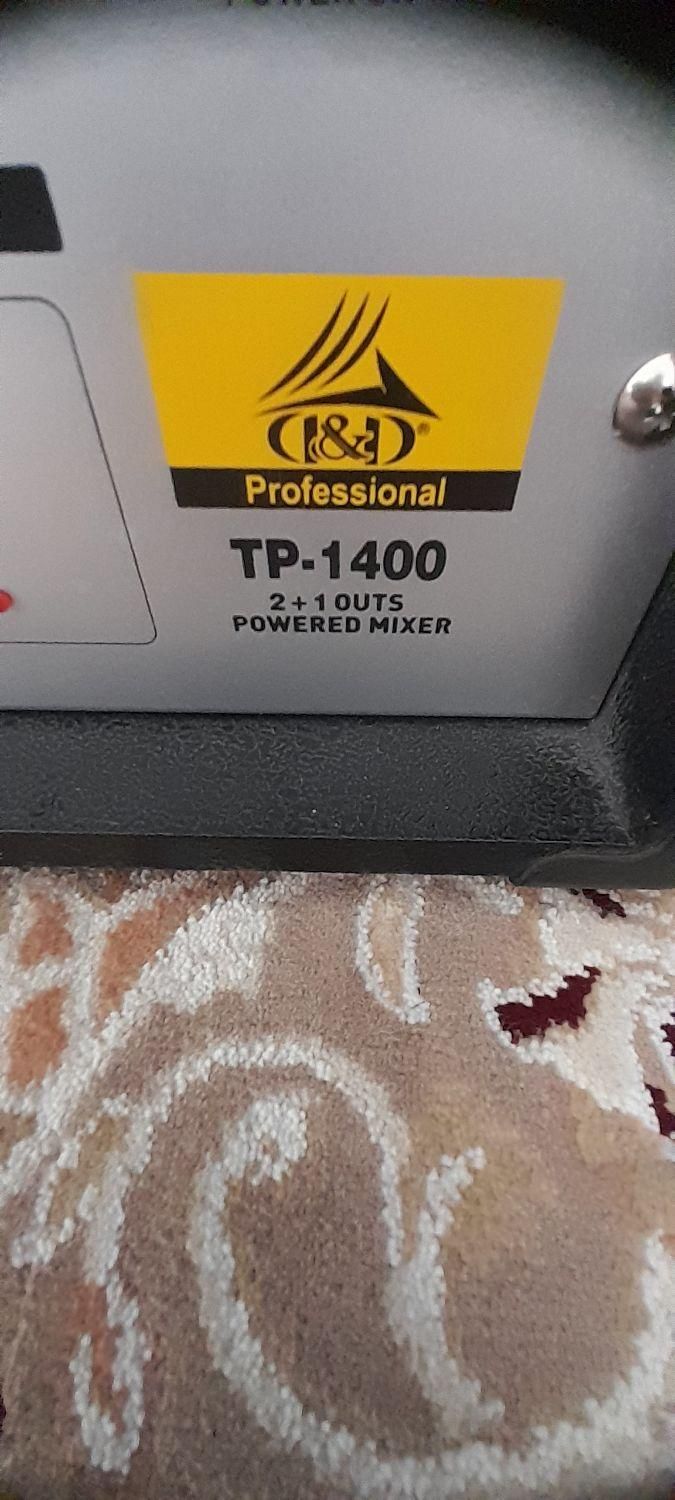 D&D®
Professional
TP-1400
2 + 1 OUTS
POWERED MIXER